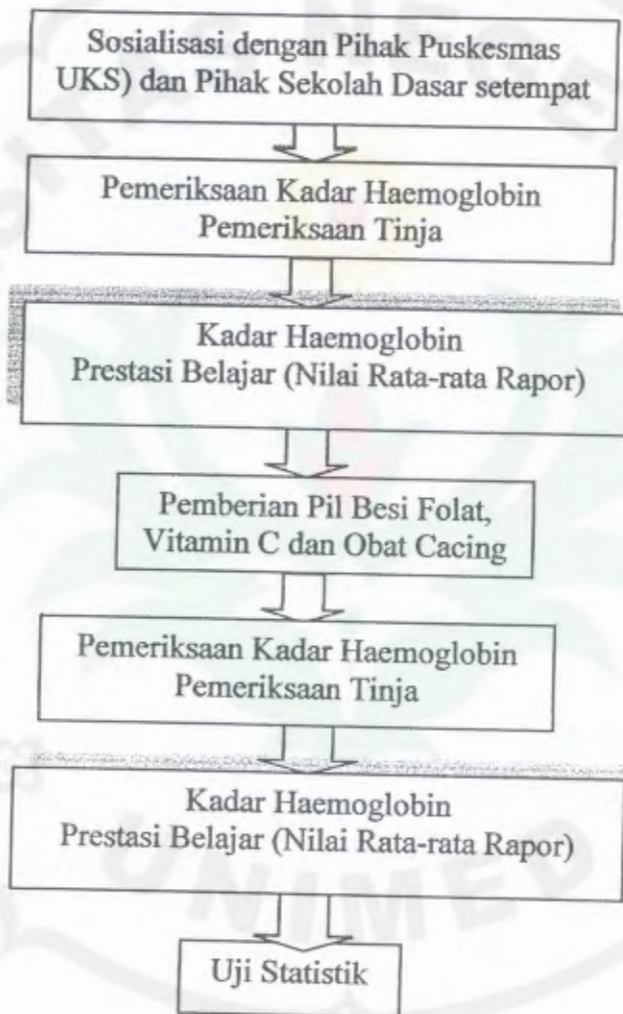 Sosialisasi dengan Pihak Puskesmas
UKS) dan Pihak Sekolah Dasar setempat
Pemeriksaan Kadar Haemoglobin
Pemeriksaan Tinja
Kadar Haemoglobin
Prestasi Belajar (Nilai Rata-rata Rapor)
Pemberian Pil Besi Folat,
Vitamin C dan Obat Cacing
Pemeriksaan Kadar Haemoglobin
Pemeriksaan Tinja
Kadar Haemoglobin
Prestasi Belajar (Nilai Rata-rata Rapor)
UNIMED
Uji Statistik